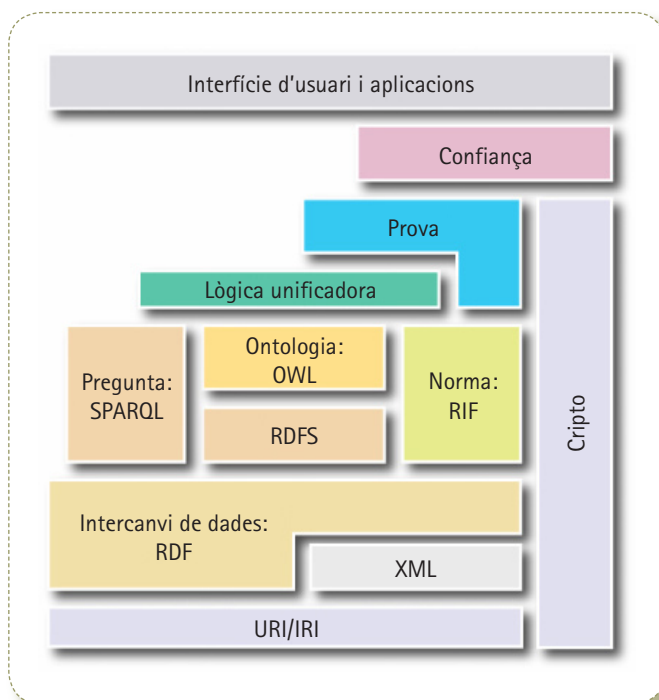 Interfície d'usuari i aplicacions
Confiança
Prova
Lògica unificadora
Pregunta:
SPARQL
Ontologia:
OWL
RDFS
Norma:
RIF
Cripto
Intercanvi de dades:
RDF
XML
URI/IRI